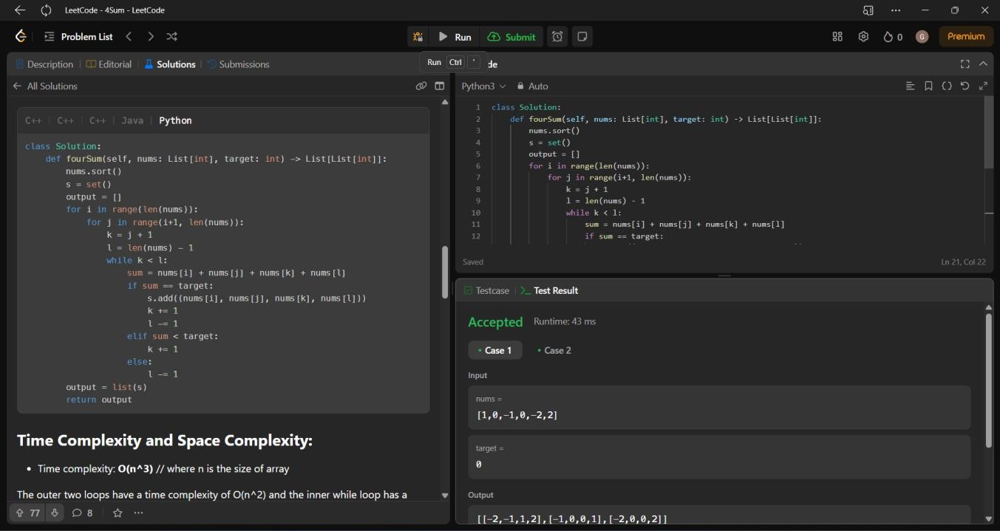 LeetCode - 4Sum - LeetCode
Problem List
Run
Submit
0
G
Premium
Description
Editorial
Solutions
Submissions
Run Ctrl '
de
All Solutions
C++ C++ C++ Java Python
class Solution:
    def fourSum(self, nums: List[int], target: int) -> List[List[int]]:
        nums.sort()
        s = set()
        output = []
        for i in range(len(nums)):
            for j in range(i+1, len(nums)):
                k = j + 1
                l = len(nums) - 1
                while k < l:
                    sum = nums[i] + nums[j] + nums[k] + nums[l]
                    if sum == target:
                        s.add((nums[i], nums[j], nums[k], nums[l]))
                        k += 1
                        l -= 1
                    elif sum < target:
                        k += 1
                    else:
                        l -= 1
        output = list(s)
        return output
Time Complexity and Space Complexity:
• Time complexity: O(n^3) // where n is the size of array
The outer two loops have a time complexity of O(n^2) and the inner while loop has a
77
8
Python3
Auto
1 class Solution:
2     def fourSum(self, nums: List[int], target: int) -> List[List[int]]:
3         nums.sort()
4         s = set()
5         output = []
6         for i in range(len(nums)):
7             for j in range(i+1, len(nums)):
8                 k = j + 1
9                 l = len(nums) - 1
10                 while k < l:
11                     sum = nums[i] + nums[j] + nums[k] + nums[l]
12                     if sum == target:
Saved
Ln 21, Col 22
Testcase
Test Result
Accepted
Runtime: 43 ms
• Case 1
• Case 2
Input
nums =
[1,0,-1,0,-2,2]
target =
0
Output
[[-2,-1,1,2],[-1,0,0,1],[-2,0,0,2]]